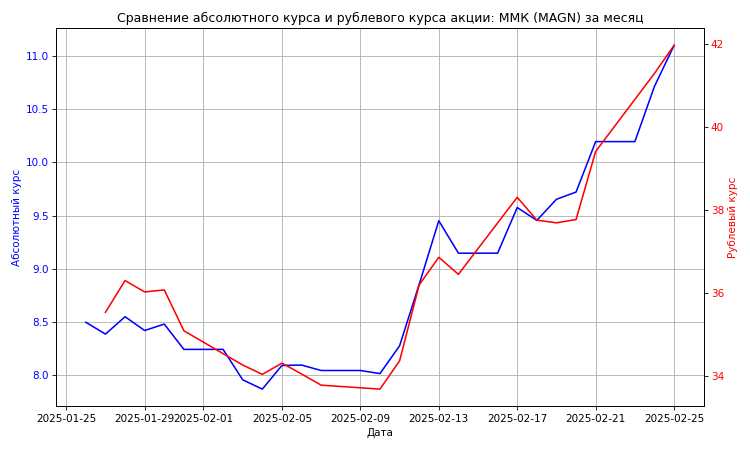 Сравнение абсолютного курса и рублевого курса акции: ММК (MAGN) за месяц
11.0
10.5
10.0
9.5
9.0
8.5
8.0
Абсолютный курс
42
40
38
36
34
Рублевый курс
2025-01-25 2025-01-29 2025-02-01 2025-02-05 2025-02-09 2025-02-13 2025-02-17 2025-02-21 2025-02-25
Дата